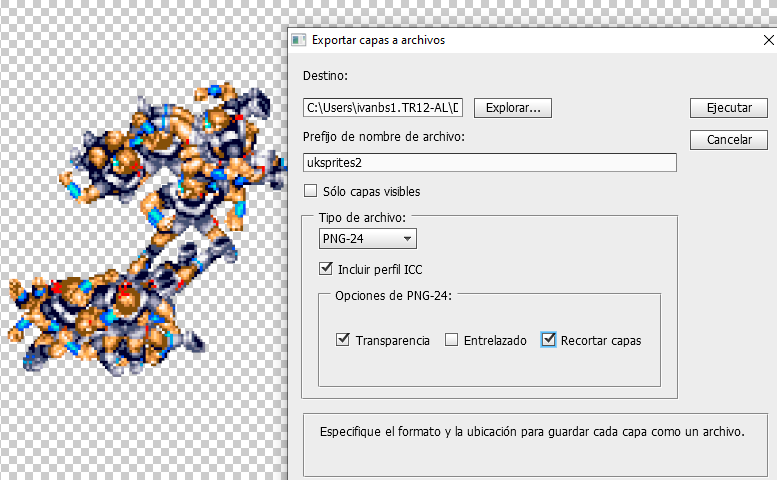 Exportar capas a archivos
Destino:
C:\Users\ivanbs1.TR12-AL\D
Explorar...
Ejecutar
Prefijo de nombre de archivo:
Cancelar
uksprites2
Sólo capas visibles
Tipo de archivo:
PNG-24
Incluir perfil ICC
Opciones de PNG-24:
Transparencia
Entrelazado
Recortar capas
Especifique el formato y la ubicación para guardar cada capa como un archivo.